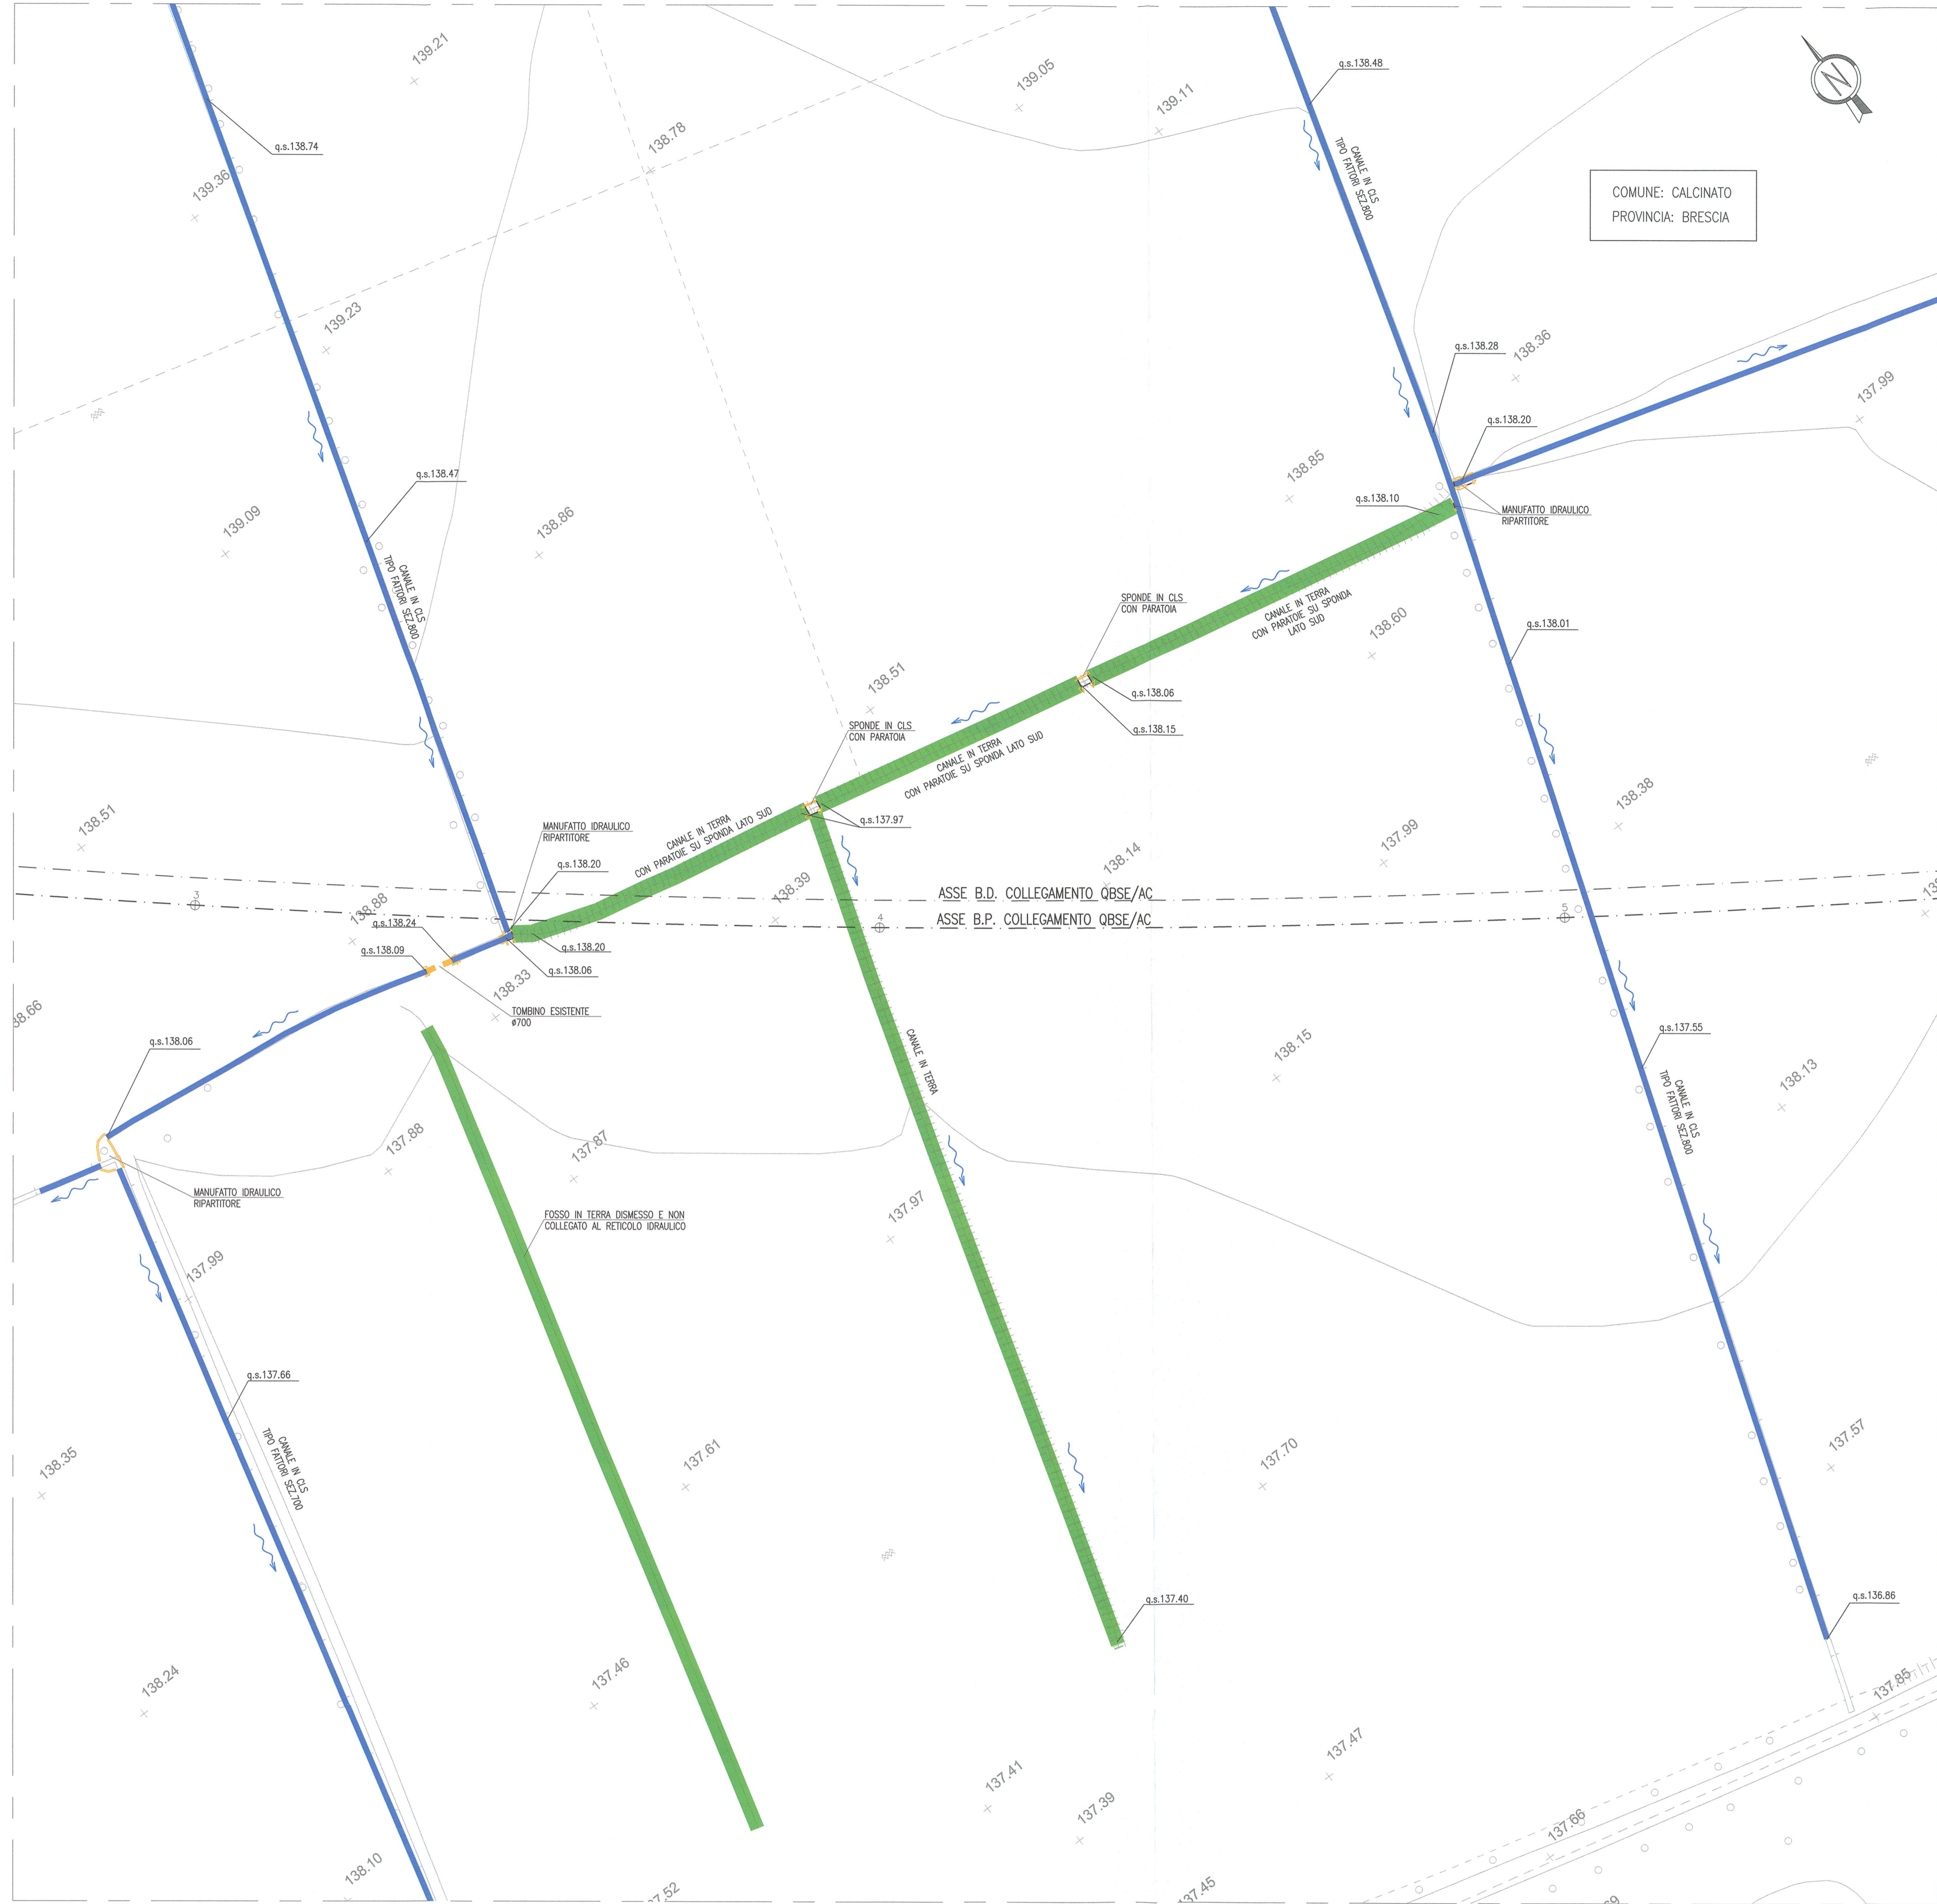 139.21
139.05
139.11
q.s.138.48
q.s.138.74
138.78
CANALE IN CLS
TIPO FATTORI SEZ.800
N
139.36
COMUNE: CALCINATO
PROVINCIA: BRESCIA
139.23
q.s.138.28
138.36
137.99
q.s.138.20
q.s.138.47
138.85
q.s.138.10
MANUFATTO IDRAULICO
RIPARTITORE
139.09
138.86
CANALE IN CLS
TIPO FATTORI SEZ.800
SPONDE IN CLS
CON PARATOIA
CANALE IN TERRA
CON PARATOIE SU SPONDA
LATO SUD
138.60
q.s.138.01
138.51
q.s.138.06
q.s.138.15
SPONDE IN CLS
CON PARATOIA
CANALE IN TERRA
CON PARATOIE SU SPONDA LATO SUD
138.51
MANUFATTO IDRAULICO
RIPARTITORE
CANALE IN TERRA
CON PARATOIE SU SPONDA LATO SUD
q.s.137.97
138.38
137.99
138.14
q.s.138.20
138.39
3
ASSE B.D. COLLEGAMENTO QBSE/AC
138.88
q.s.138.24
4
ASSE B.P. COLLEGAMENTO QBSE/AC
5
q.s.138.09
q.s.138.20
q.s.138.06
138.33
TOMBINO ESISTENTE
ø700
q.s.138.06
CANALE IN TERRA
138.15
q.s.137.55
138.13
CANALE IN CLS
TIPO FATTORI SEZ.800
137.88
137.87
MANUFATTO IDRAULICO
RIPARTITORE
137.97
FOSSO IN TERRA DISMESSO E NON
COLLEGATO AL RETICOLO IDRAULICO
137.99
q.s.137.66
CANALE IN CLS
TIPO FATTORI SEZ.700
138.35
137.61
137.70
137.57
q.s.137.40
q.s.136.86
138.24
137.46
137.85
137.47
137.41
137.39
137.66
138.10